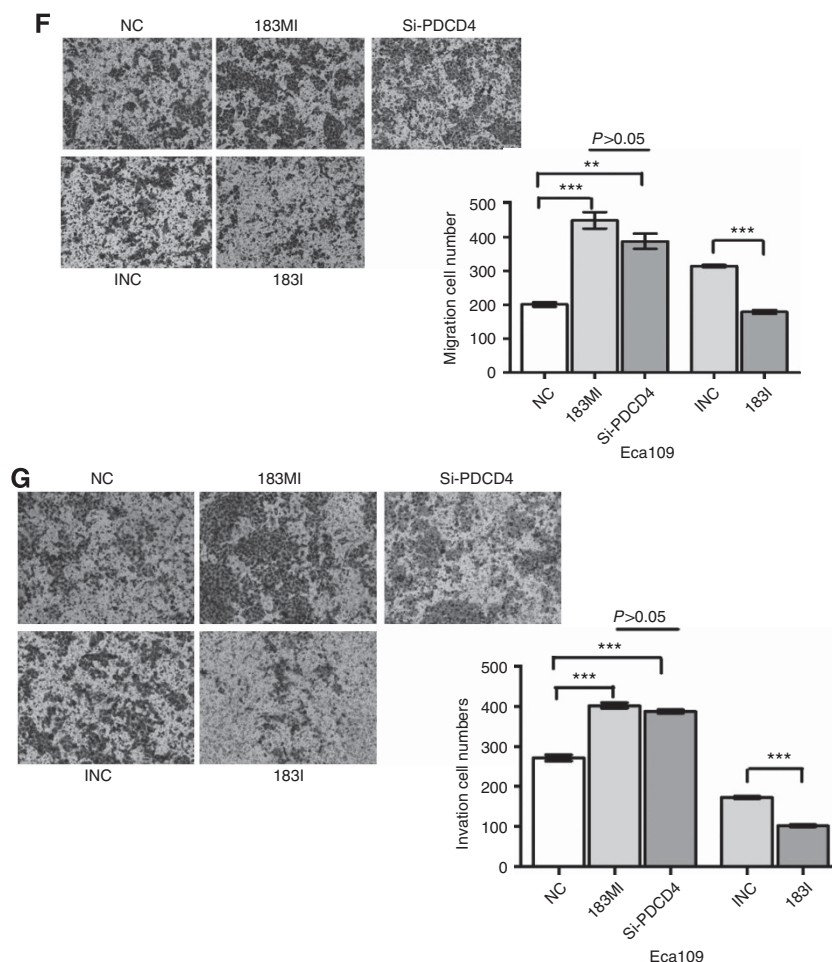 F
NC 183MI Si-PDCD4
INC 183I
P>0.05
**
***
***
Migration cell number
500
400
300
200
100
0
NC 183MI Si-PDCD4 INC 183I
Eca109
G
NC 183MI Si-PDCD4
INC 183I
P>0.05
***
***
***
Invation cell numbers
500
400
300
200
100
0
NC 183MI Si-PDCD4 INC 183I
Eca109